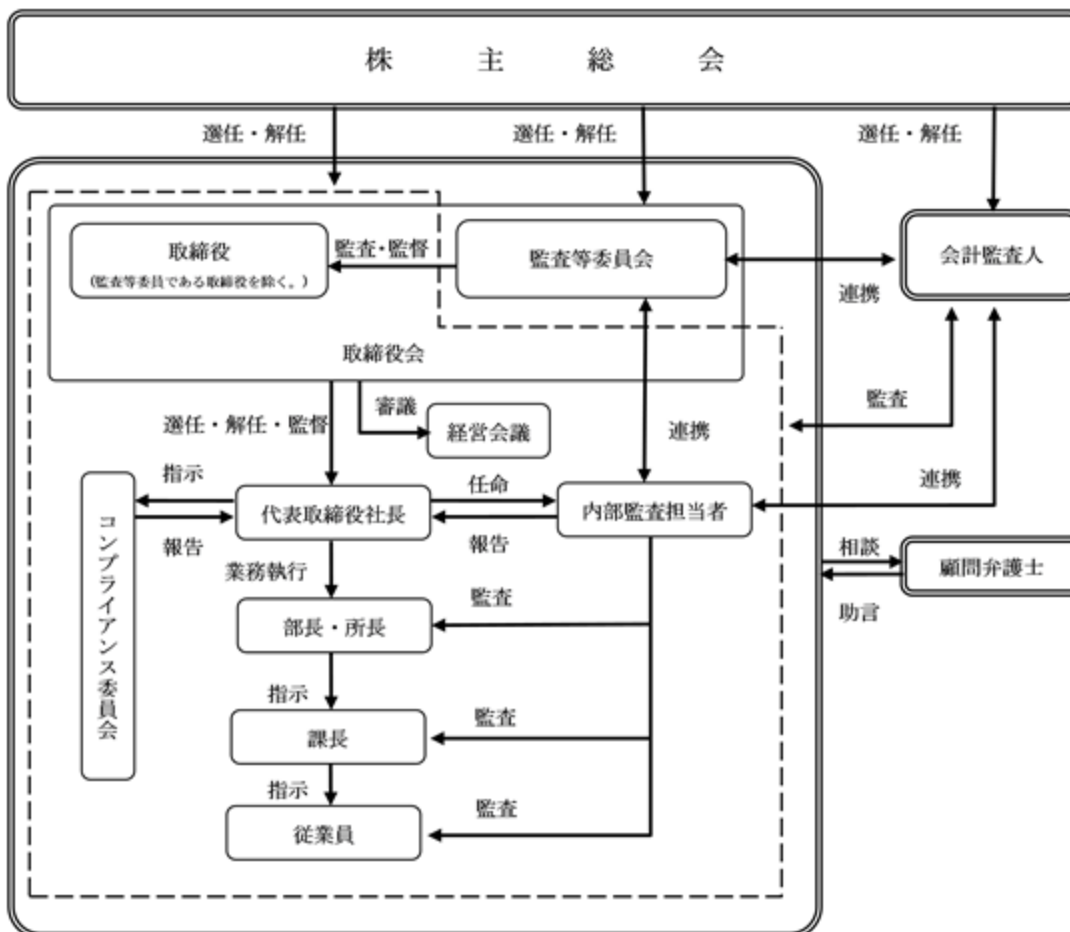 株主総会
選任・解任
選任・解任
選任・解任
取締役
(監査等委員である取締役を除く。)
監査・監督
監査等委員会
会計監査人
連携
取締役会
選任・解任・監督
審議
経営会議
連携
監査
連携
指示
報告
コンプライアンス委員会
代表取締役社長
任命
報告
内部監査担当者
相談
助言
顧問弁護士
業務執行
監査
部長・所長
指示
監査
課長
指示
監査
従業員